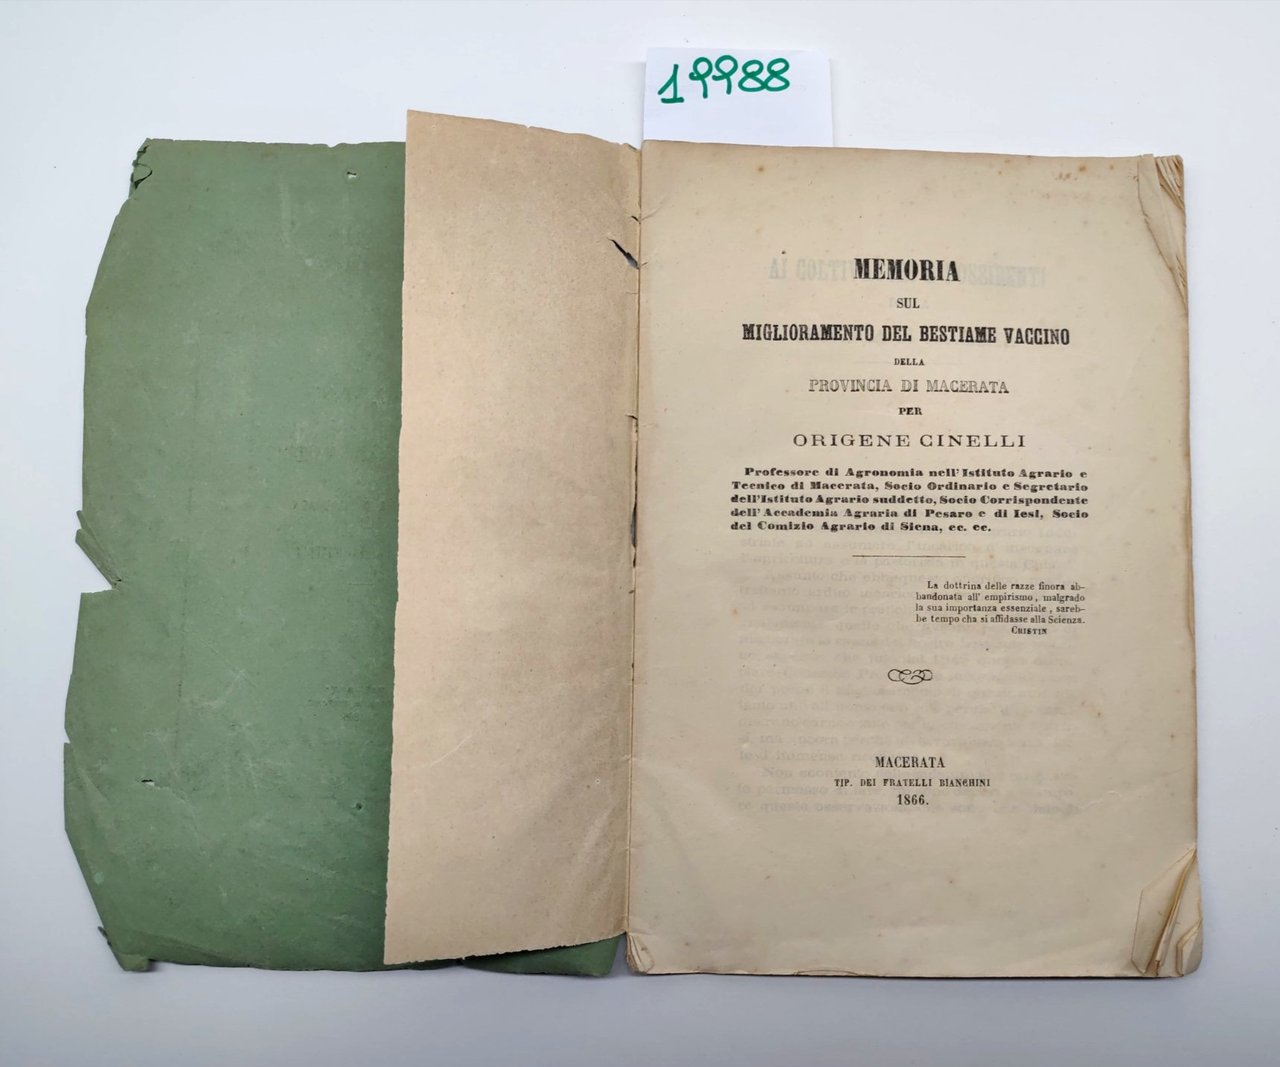 19988
MEMORIA
SUL
MIGLIORAMENTO DEL BESTIAME VACCINO
DELLA
PROVINCIA DI MACERATA
PER
ORIGENE CINELLI
Professore di Agronomia nell'Istituto Agrario e
Tecnico di Macerata, Socio Ordinario e Segretario
dell'Istituto Agrario suddetto, Socio Corrispondente
dell'Accademia Agraria di Pesaro e di Iesi, Socio
del Comizio Agrario di Siena, ec. ec.
La dottrina delle razze finora ab-
bandonata all' empirismo, malgrado
la sua importanza essenziale, sareb-
be tempo cha si affidasse alla Scienza.
CRISTIN
MACERATA
TIP. DEI FRATELLI BIANCHINI
1866.